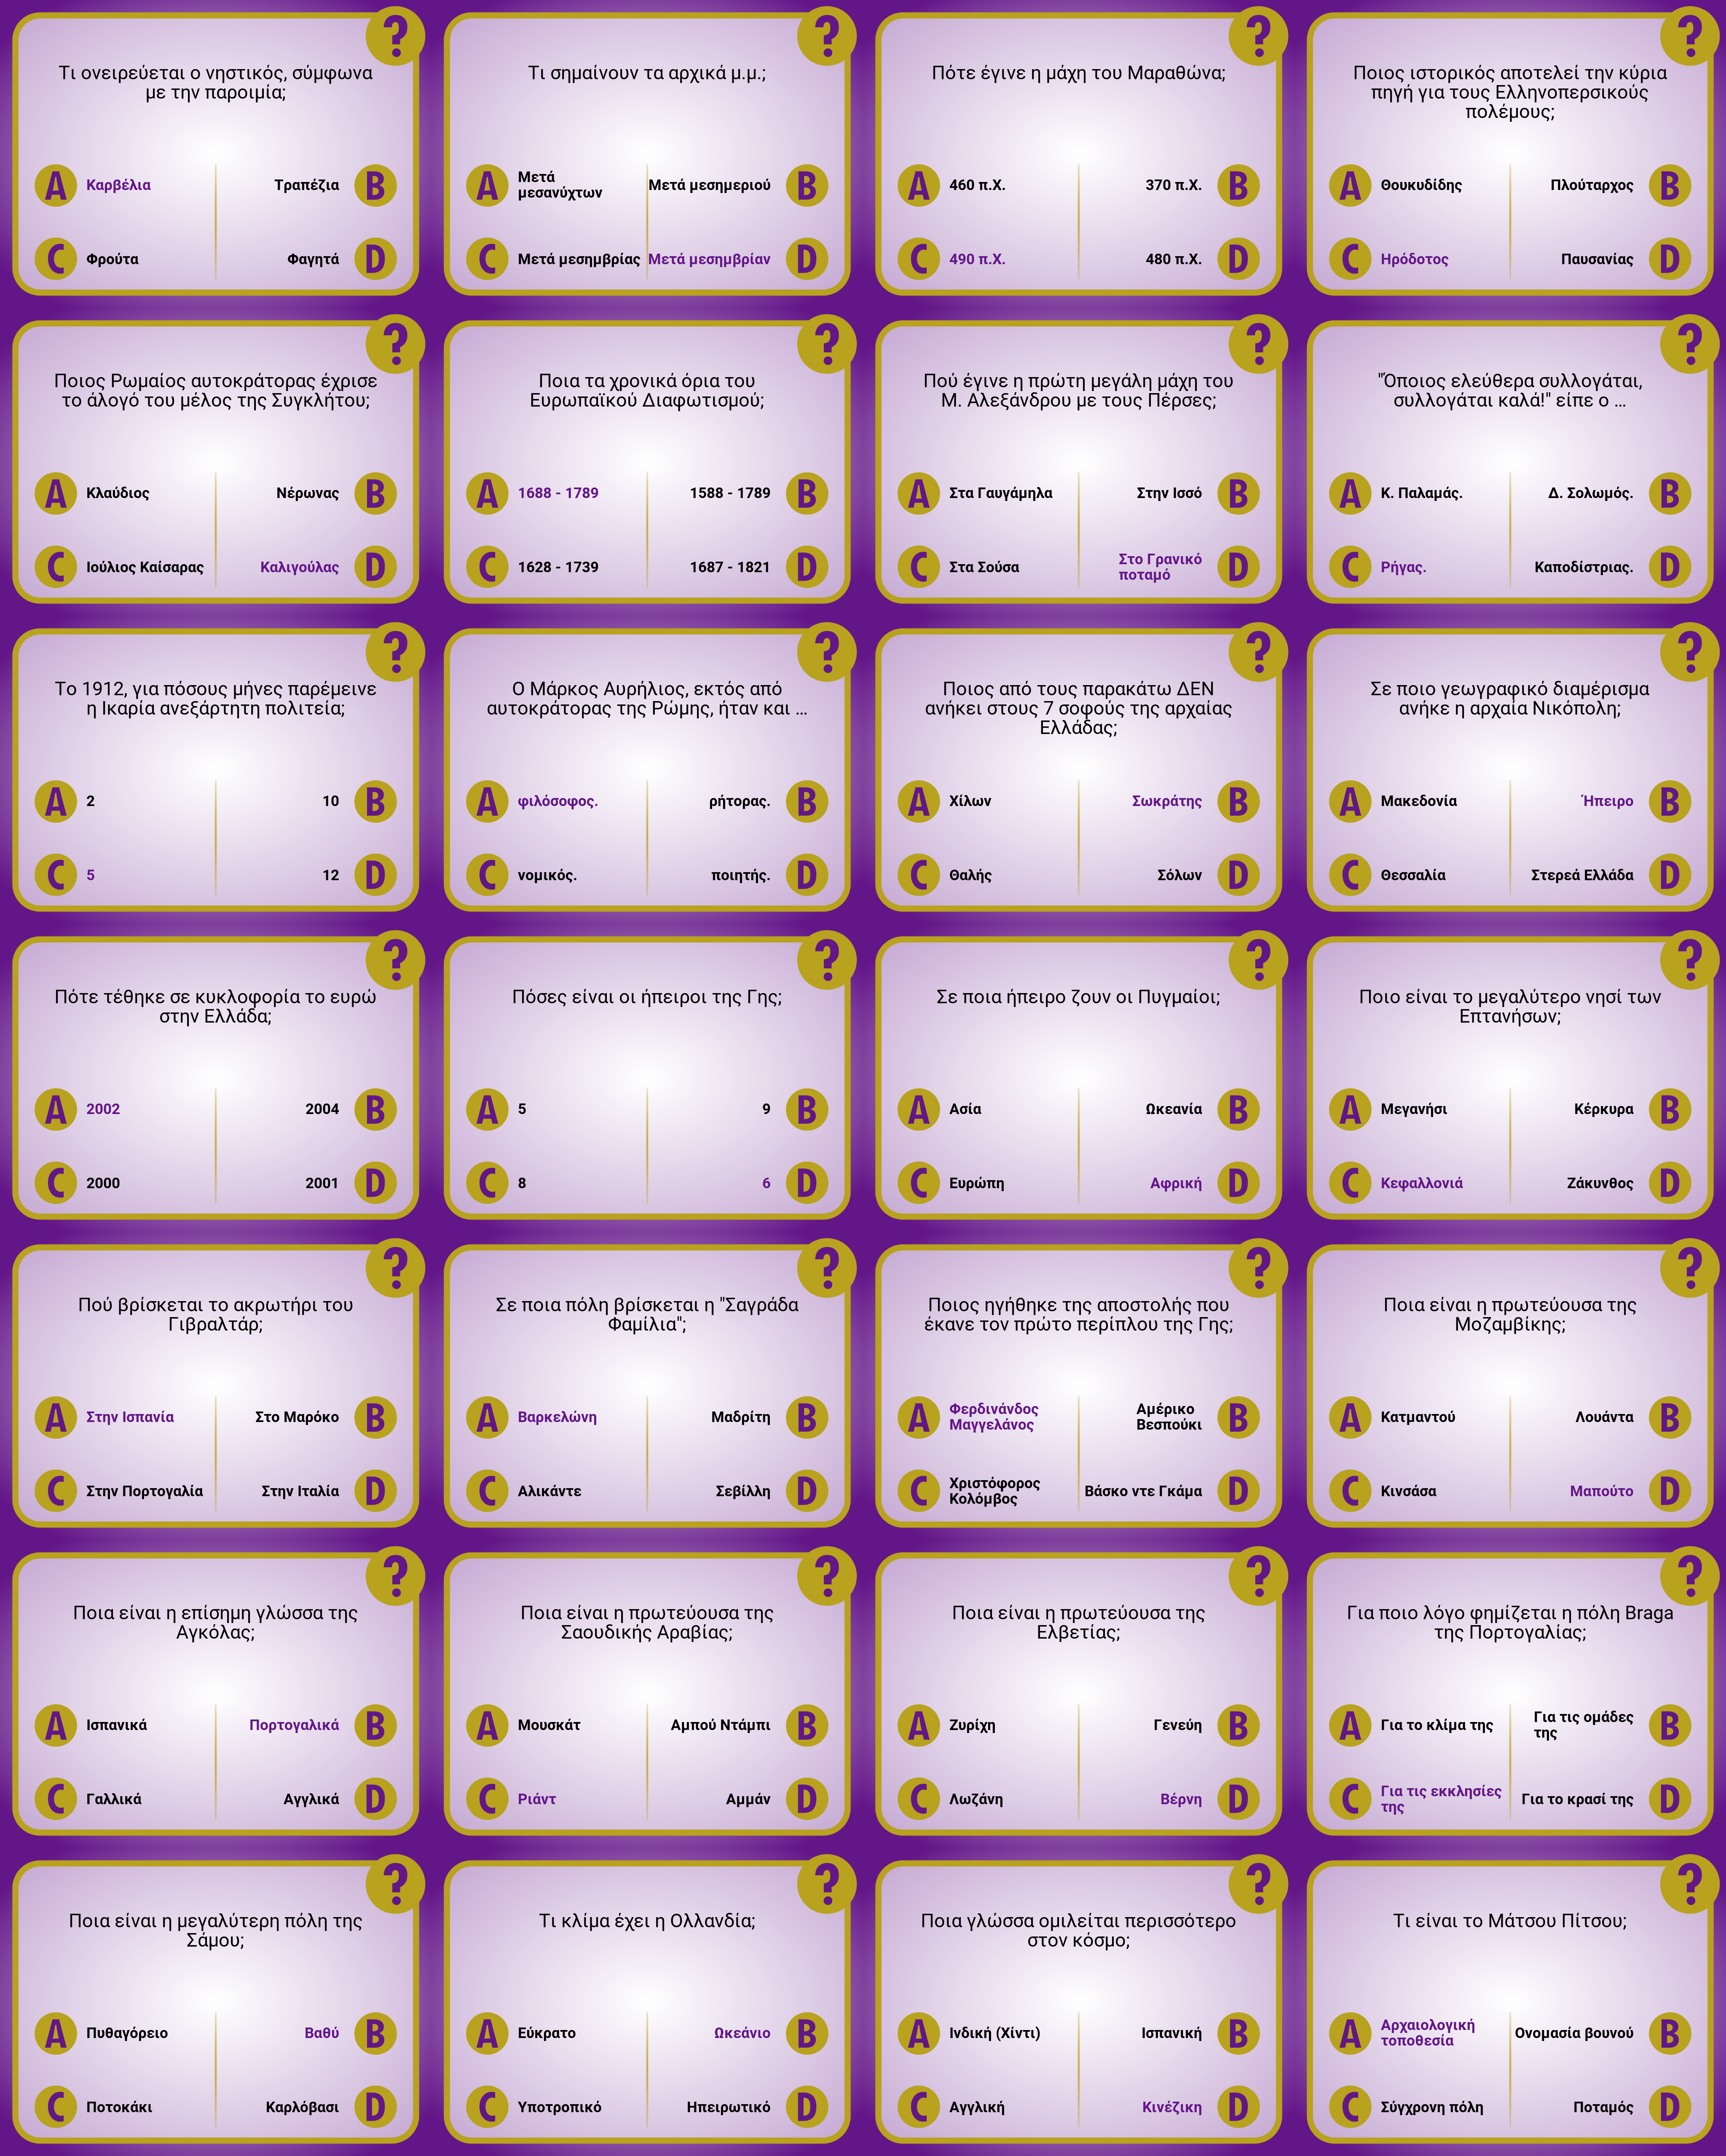 ?
Τι ονειρεύεται ο νηστικός, σύμφωνα
με την παροιμία;
A Καρβέλια
Τραπέζια B
C Φρούτα
Φαγητά D
?
Τι σημαίνουν τα αρχικά μ.μ.;
A Μετά
μεσανύχτων
Μετά μεσημεριού B
C Μετά μεσημβρίας
Μετά μεσημβρίαν D
?
Πότε έγινε η μάχη του Μαραθώνα;
A 460 π.Χ.
370 π.Χ. B
C 490 π.Χ.
480 π.Χ. D
?
Ποιος ιστορικός αποτελεί την κύρια
πηγή για τους Ελληνοπερσικούς
πολέμους;
A Θουκυδίδης
Πλούταρχος B
C Ηρόδοτος
Παυσανίας D
?
Ποιος Ρωμαίος αυτοκράτορας έχρισε
το άλογό του μέλος της Συγκλήτου;
A Κλαύδιος
Νέρωνας B
C Ιούλιος Καίσαρας
Καλιγούλας D
?
Ποια τα χρονικά όρια του
Ευρωπαϊκού Διαφωτισμού;
A 1688 - 1789
1588 - 1789 B
C 1628 - 1739
1687 - 1821 D
?
Πού έγινε η πρώτη μεγάλη μάχη του
Μ. Αλεξάνδρου με τους Πέρσες;
A Στα Γαυγάμηλα
Στην Ισσό B
C Στα Σούσα
Στο Γρανικό
ποταμό D
?
"Όποιος ελεύθερα συλλογάται,
συλλογάται καλά!" είπε ο ...
A Κ. Παλαμάς.
Δ. Σολωμός. B
C Ρήγας.
Καποδίστριας. D
?
Το 1912, για πόσους μήνες παρέμεινε
η Ικαρία ανεξάρτητη πολιτεία;
A 2
10 B
C 5
12 D
?
Ο Μάρκος Αυρήλιος, εκτός από
αυτοκράτορας της Ρώμης, ήταν και ...
A φιλόσοφος.
ρήτορας. B
C νομικός.
ποιητής. D
?
Ποιος από τους παρακάτω ΔΕΝ
ανήκει στους 7 σοφούς της αρχαίας
Ελλάδας;
A Χίλων
Σωκράτης B
C Θαλής
Σόλων D
?
Σε ποιο γεωγραφικό διαμέρισμα
ανήκε η αρχαία Νικόπολη;
A Μακεδονία
Ήπειρο B
C Θεσσαλία
Στερεά Ελλάδα D
?
Πότε τέθηκε σε κυκλοφορία το ευρώ
στην Ελλάδα;
A 2002
2004 B
C 2000
2001 D
?
Πόσες είναι οι ήπειροι της Γης;
A 5
9 B
C 8
6 D
?
Σε ποια ήπειρο ζουν οι Πυγμαίοι;
A Ασία
Ωκεανία B
C Ευρώπη
Αφρική D
?
Ποιο είναι το μεγαλύτερο νησί των
Επτανήσων;
A Μεγανήσι
Κέρκυρα B
C Κεφαλλονιά
Ζάκυνθος D
?
Πού βρίσκεται το ακρωτήρι του
Γιβραλτάρ;
A Στην Ισπανία
Στο Μαρόκο B
C Στην Πορτογαλία
Στην Ιταλία D
?
Σε ποια πόλη βρίσκεται η "Σαγράδα
Φαμίλια";
A Βαρκελώνη
Μαδρίτη B
C Αλικάντε
Σεβίλλη D
?
Ποιος ηγήθηκε της αποστολής που
έκανε τον πρώτο περίπλου της Γης;
A Φερδινάνδος
Μαγγελάνος
Αμέρικο
Βεσπούκι B
C Χριστόφορος
Κολόμβος
Βάσκο ντε Γκάμα D
?
Ποια είναι η πρωτεύουσα της
Μοζαμβίκης;
A Κατμαντού
Λουάντα B
C Κινσάσα
Μαπούτο D
?
Ποια είναι η επίσημη γλώσσα της
Αγκόλας;
A Ισπανικά
Πορτογαλικά B
C Γαλλικά
Αγγλικά D
?
Ποια είναι η πρωτεύουσα της
Σαουδικής Αραβίας;
A Μουσκάτ
Αμπού Ντάμπι B
C Ριάντ
Αμμάν D
?
Ποια είναι η πρωτεύουσα της
Ελβετίας;
A Ζυρίχη
Γενεύη B
C Λωζάνη
Βέρνη D
?
Για ποιο λόγο φημίζεται η πόλη Braga
της Πορτογαλίας;
A Για το κλίμα της
Για τις ομάδες
της B
C Για τις εκκλησίες
της
Για το κρασί της D
?
Ποια είναι η μεγαλύτερη πόλη της
Σάμου;
A Πυθαγόρειο
Βαθύ B
C Ποτοκάκι
Καρλόβασι D
?
Τι κλίμα έχει η Ολλανδία;
A Εύκρατο
Ωκεάνιο B
C Υποτροπικό
Ηπειρωτικό D
?
Ποια γλώσσα ομιλείται περισσότερο
στον κόσμο;
A Ινδική (Χίντι)
Ισπανική B
C Αγγλική
Κινέζικη D
?
Τι είναι το Μάτσου Πίτσου;
A Αρχαιολογική
τοποθεσία
Ονομασία βουνού B
C Σύγχρονη πόλη
Ποταμός D